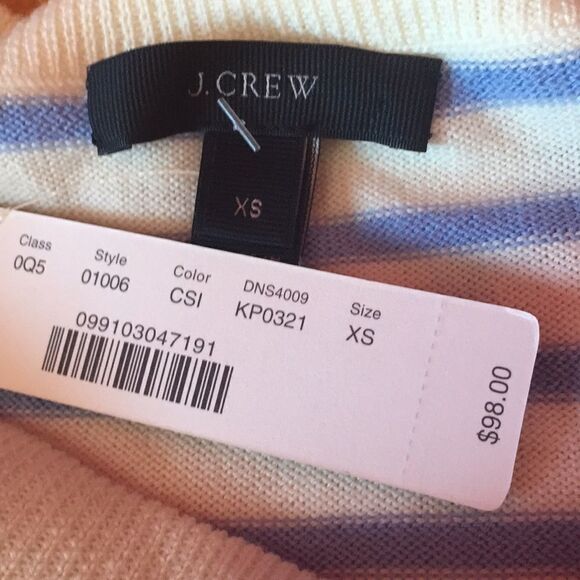 J.CREW
XS
Class Style Color DNS4009 Size
0Q5 01006 CSI KP0321 XS
099103047191
$98.00